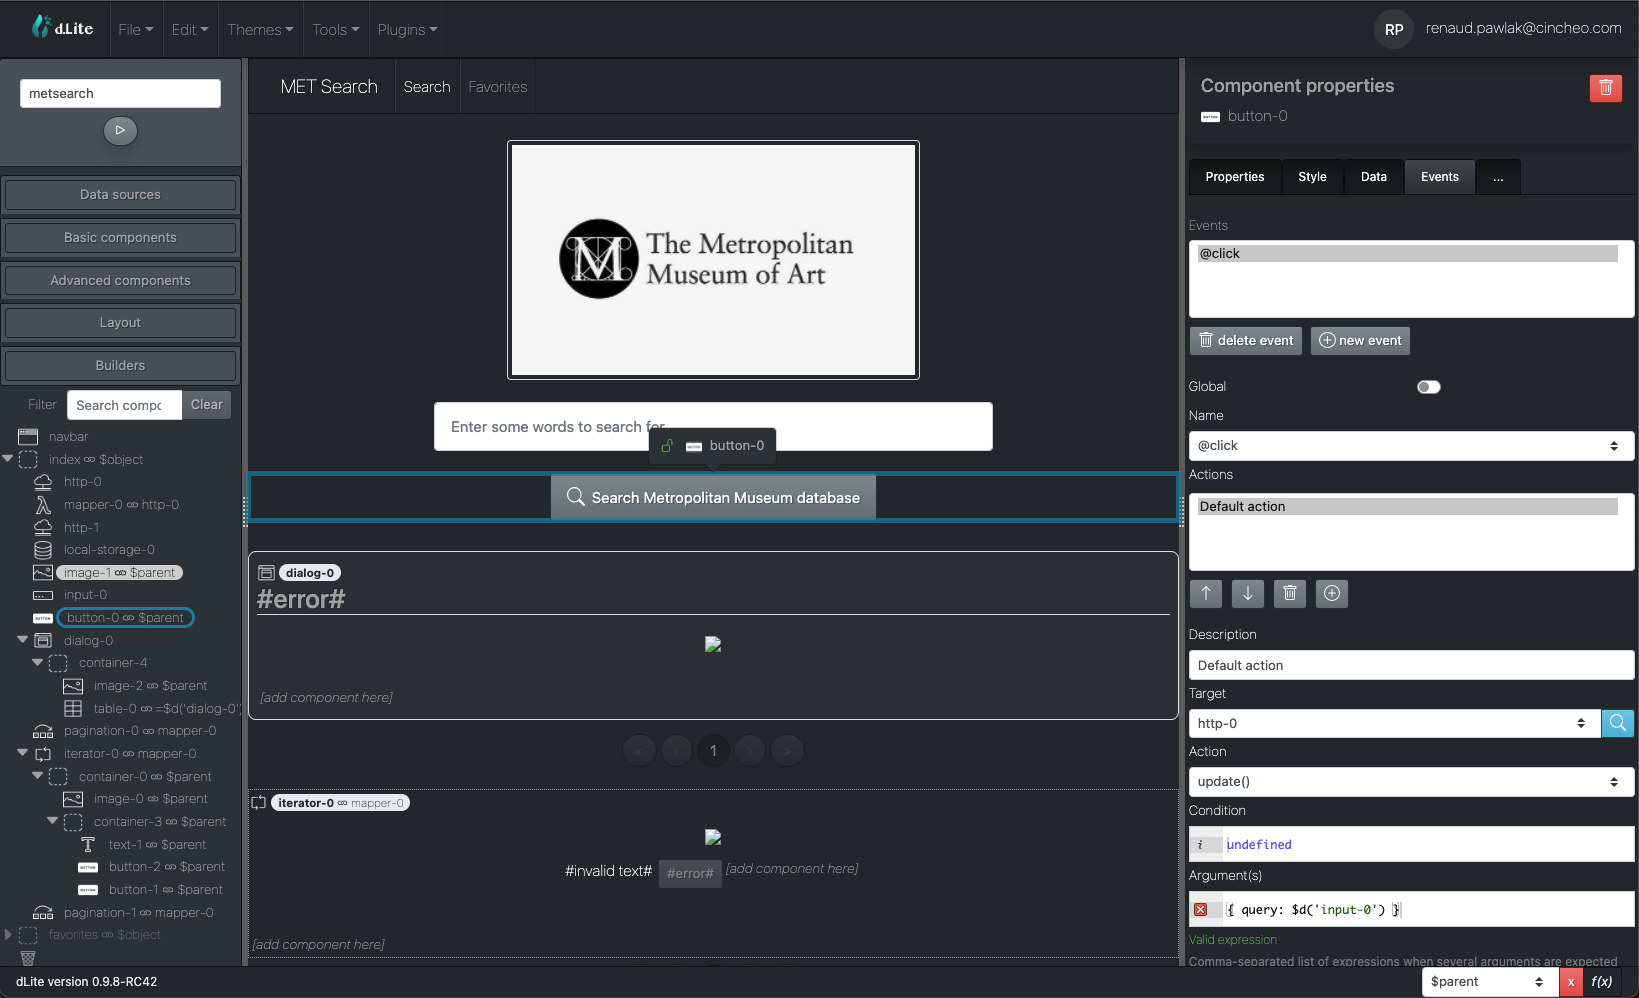 d.Lite
File
Edit
Themes
Tools
Plugins
RP
renaud.pawlak@cincheo.com
metsearch
Data sources
Basic components
Advanced components
Layout
Builders
Filter
Search compc
Clear
navbar
index $object
http-0
mapper-0 http-0
http-1
local-storage-0
image-1 $parent
input-0
button-0 $parent
dialog-0
container-4
image-2 $parent
table-0 =$d('dialog-0'
pagination-0 mapper-0
iterator-0 mapper-0
container-0 $parent
image-0 $parent
container-3 $parent
text-1 $parent
button-2 $parent
button-1 $parent
pagination-1 mapper-0
favorites $object
MET Search
Search
Favorites
M
The Metropolitan
Museum of Art
Enter some words to search for
button-0
Search Metropolitan Museum database
dialog-0
#error#
[add component here]
« ‹ 1 › »
iterator-0 mapper-0
#invalid text# #error# [add component here]
[add component here]
Component properties
button-0
Properties
Style
Data
Events
...
Events
@click
delete event
new event
Global
Name
@click
Actions
Default action
Description
Default action
Target
http-0
Action
update()
Condition
i undefined
Argument(s)
{ query: $d('input-0') }
Valid expression
Comma-separated list of expressions when several arguments are expected
dLite version 0.9.8-RC42
$parent
x
f(x)